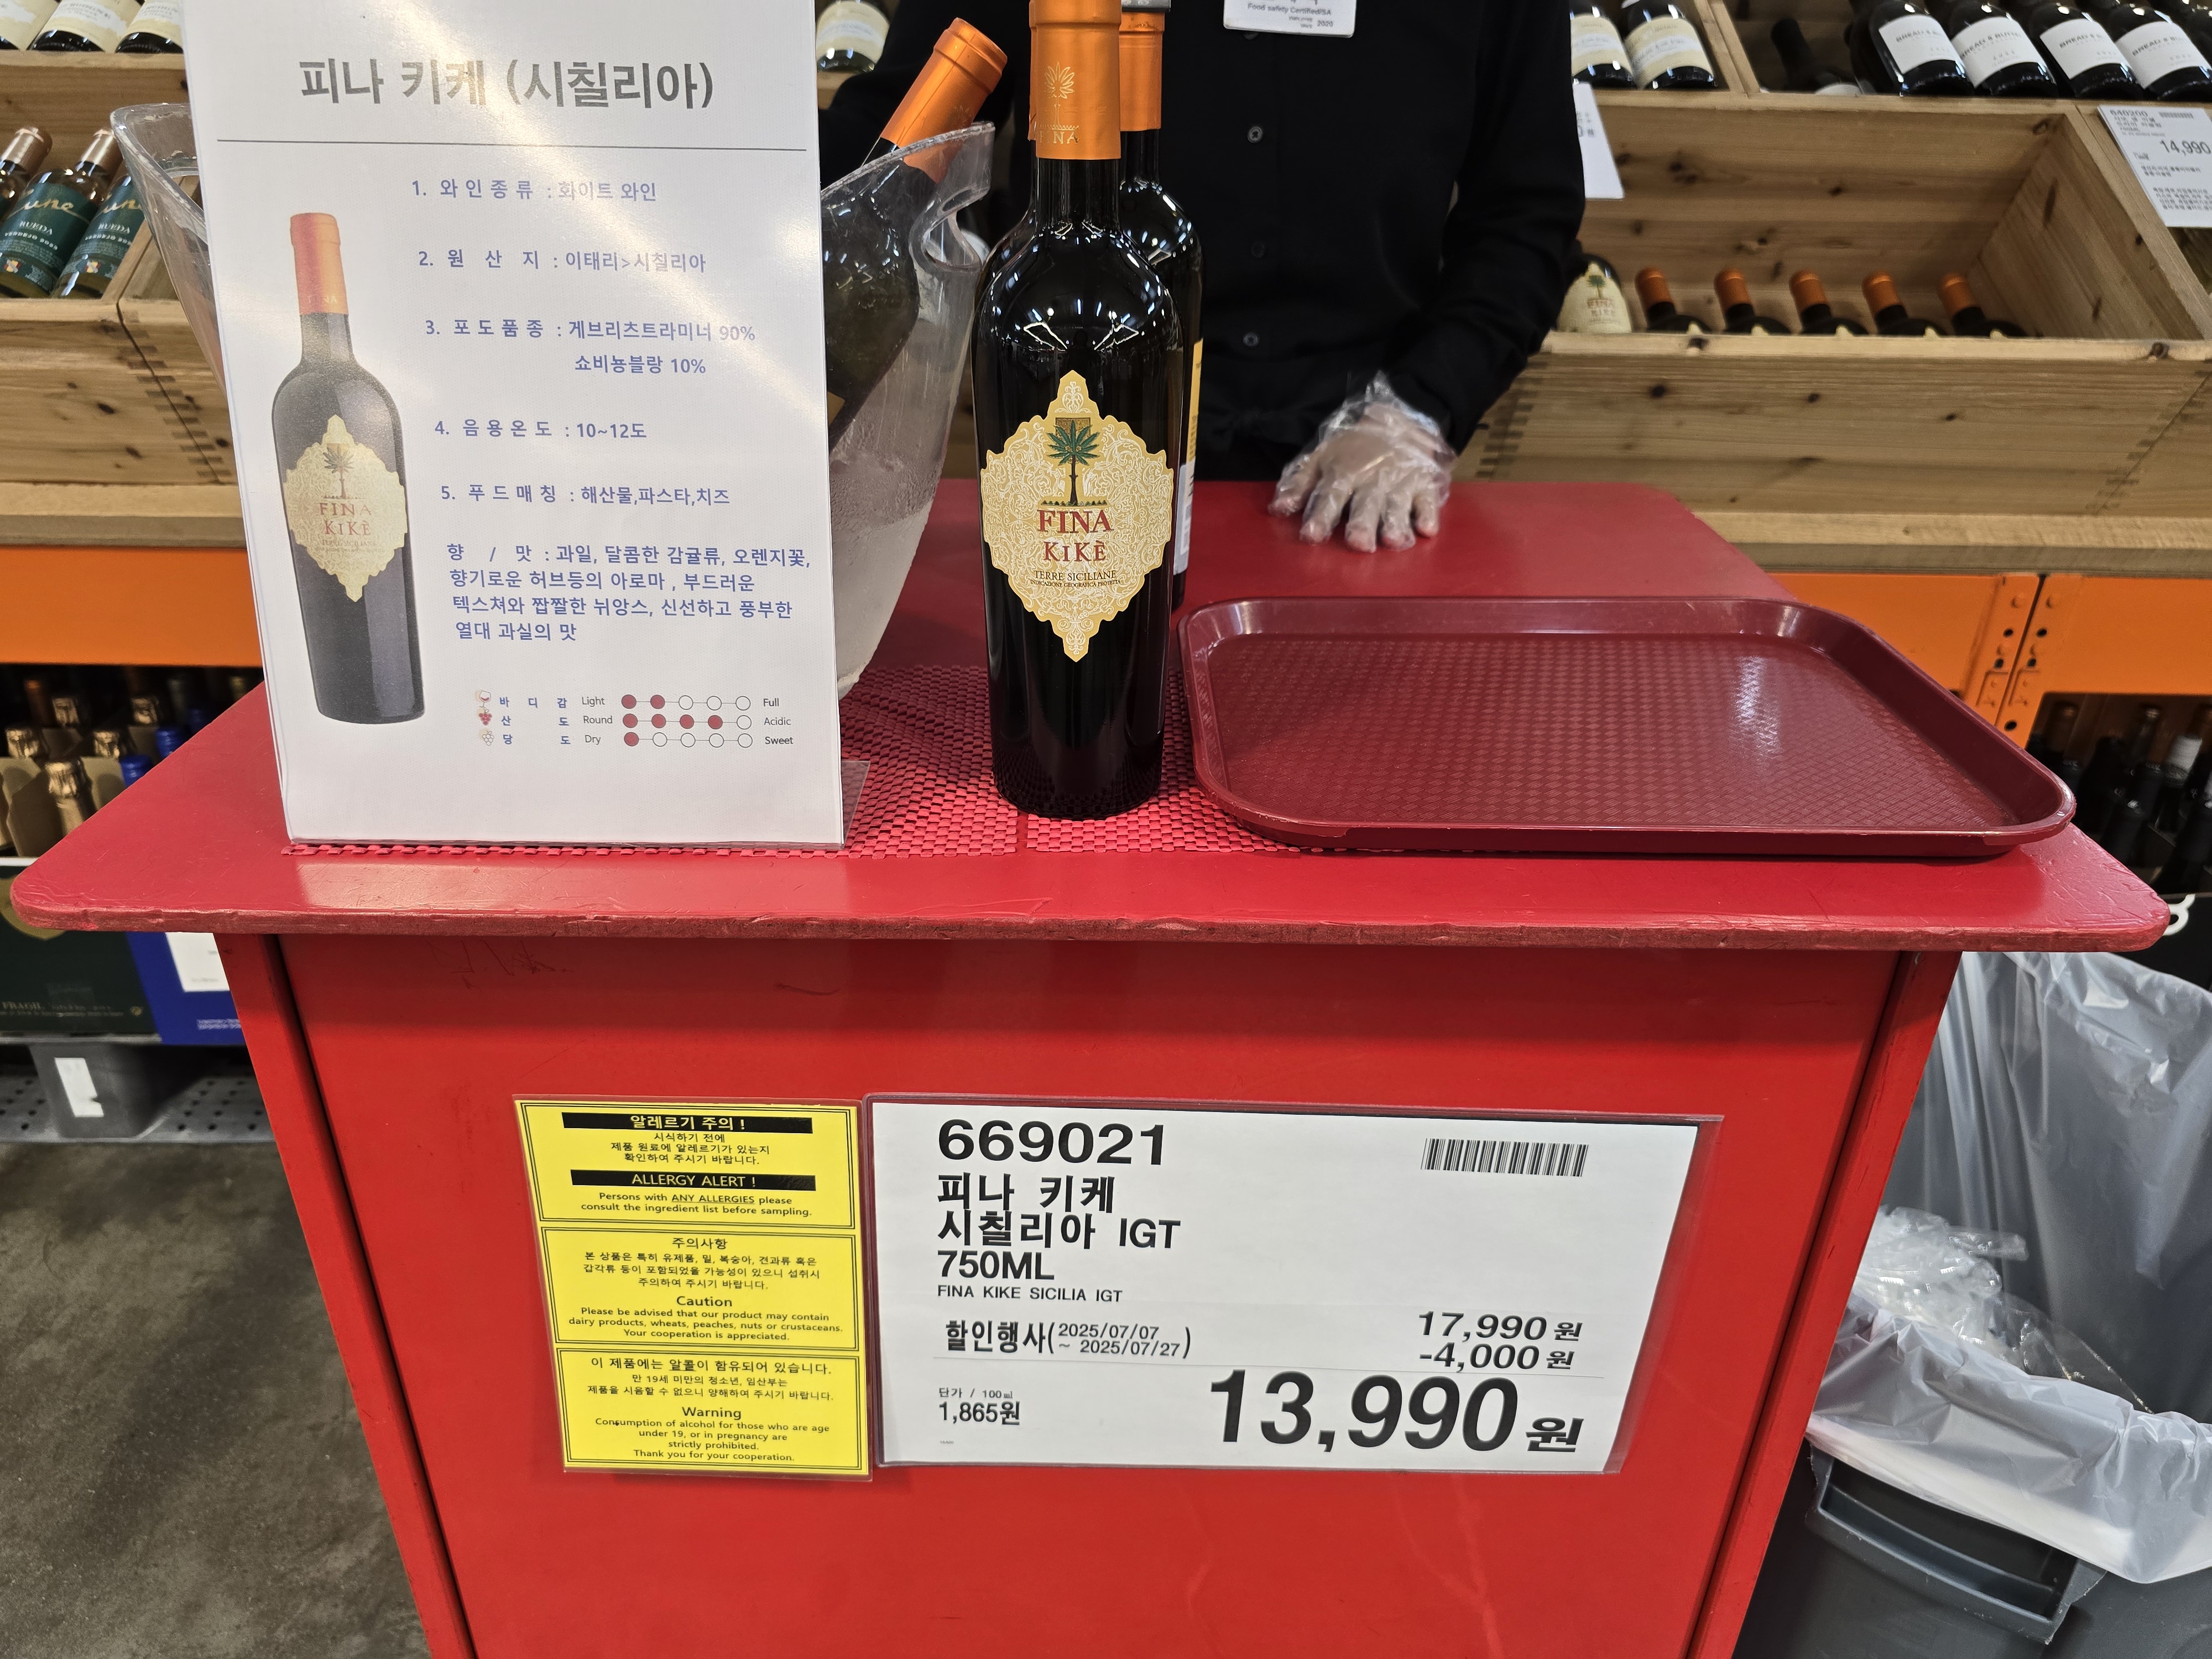 Food safety Certified/SA
2025
피나 키케 (시칠리아)
1. 와인종류 : 화이트 와인
2. 원 산 지 : 이태리>시칠리아
3. 포도품종 : 게브리츠트라미너 90%
쇼비뇽블랑 10%
4. 음용온도 : 10~12도
5. 푸드매칭 : 해산물,파스타,치즈
향 / 맛 : 과일, 달콤한 감귤류, 오렌지꽃,
향기로운 허브등의 아로마 , 부드러운
텍스쳐와 짭짤한 뉘앙스, 신선하고 풍부한
열대 과실의 맛
바 디 감 Light Full
산 도 Round Acidic
당 도 Dry Sweet
FINA
KIKÈ
FINA
FINA
KIKÈ
TERRE SICILIANE
INDICAZIONE GEOGRAFICA PROTETTA
RUEDA
14,990
FRAGIL
알레르기 주의 !
시식하기 전에
제품 원료에 알레르기가 있는지
확인하여 주시기 바랍니다.
ALLERGY ALERT !
Persons with ANY ALLERGIES please
consult the ingredient list before sampling.
주의사항
본 상품은 특히 유제품, 밀, 복숭아, 견과류 혹은
갑각류 등이 포함되었을 가능성이 있으니 섭취시
주의하여 주시기 바랍니다.
Caution
Please be advised that our product may contain
dairy products, wheats, peaches, nuts or crustaceans.
Your cooperation is appreciated.
이 제품에는 알콜이 함유되어 있습니다.
만 19세 미만의 청소년, 임산부는
제품을 시음할 수 없으니 양해하여 주시기 바랍니다.
Warning
Consumption of alcohol for those who are age
under 19, or in pregnancy are
strictly prohibited.
Thank you for your cooperation.
669021
피나 키케
시칠리아 IGT
750ML
FINA KIKE SICILIA IGT
할인행사(2025/07/07
~ 2025/07/27)
17,990원
-4,000원
단가 / 100ml
1,865원
13,990원